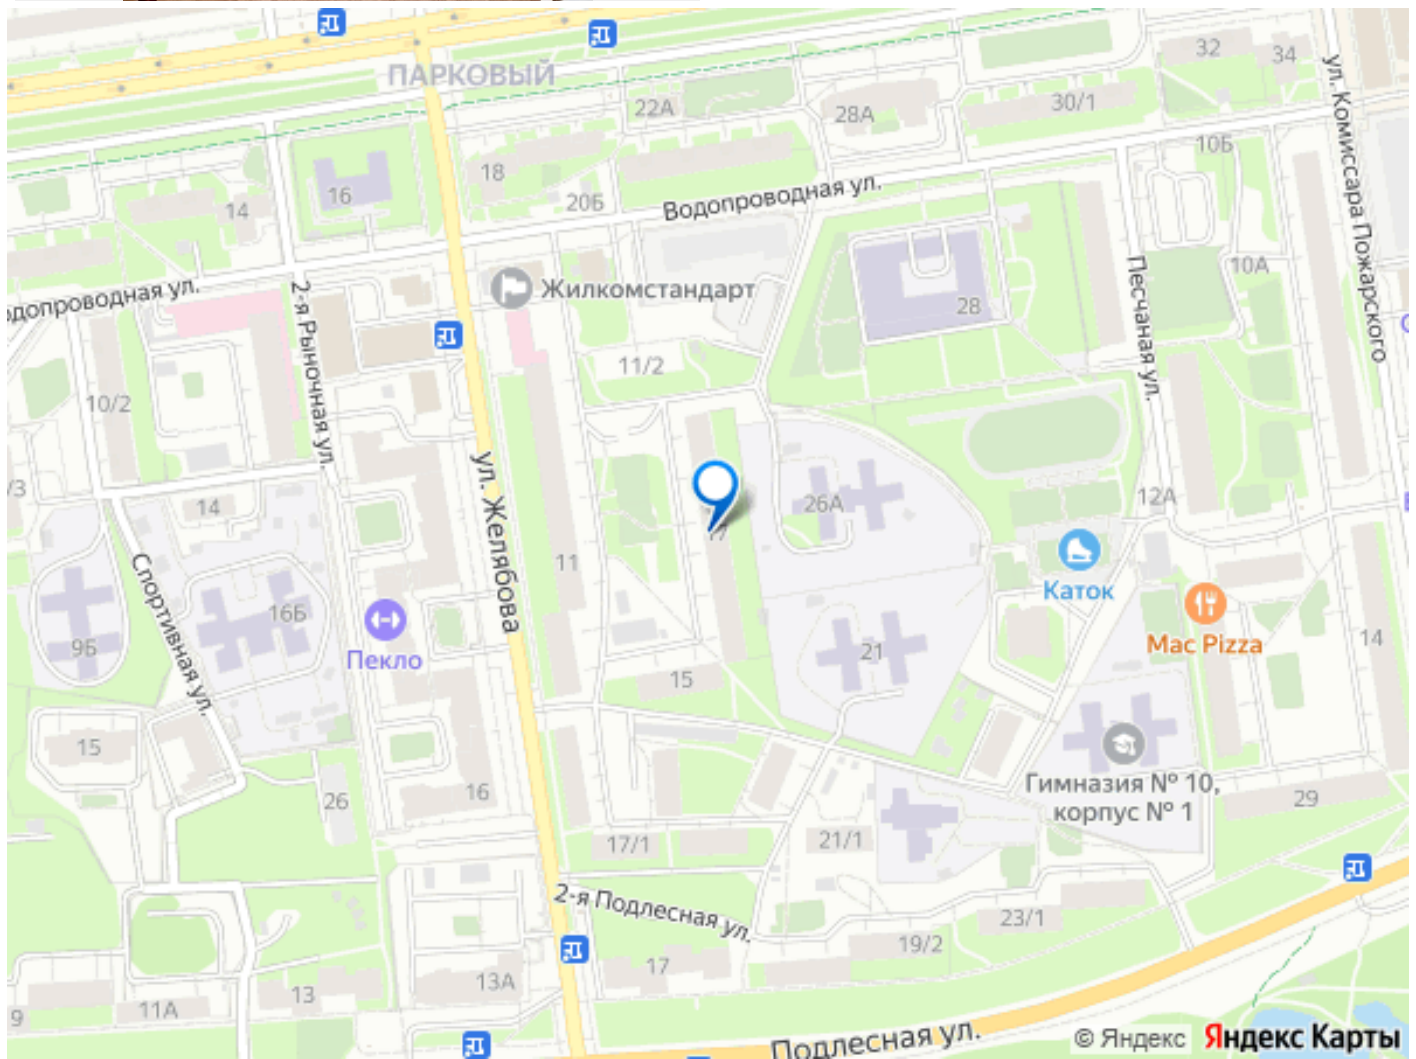 ПАРКОВЫЙ
32
34
22А
28А
30/1
ул. Комиссара Пожарского
10Б
18
16
14
20Б
Водопроводная ул.
10А
Жилкомстандарт
28
Песчаная ул.
2-я Рыночная ул.
11/2
10/2
/3
ул. Желябова
14
26А
12А
17
11
Каток
Спортивная ул.
16Б
9Б
Пекло
Mac Pizza
14
21
15
15
Гимназия № 10,
корпус № 1
26
16
29
17/1
21/1
2-я Подлесная ул.
23/1
19/2
17
13А
13
11А
9
Подлесная ул.
© Яндекс Яндекс Карты